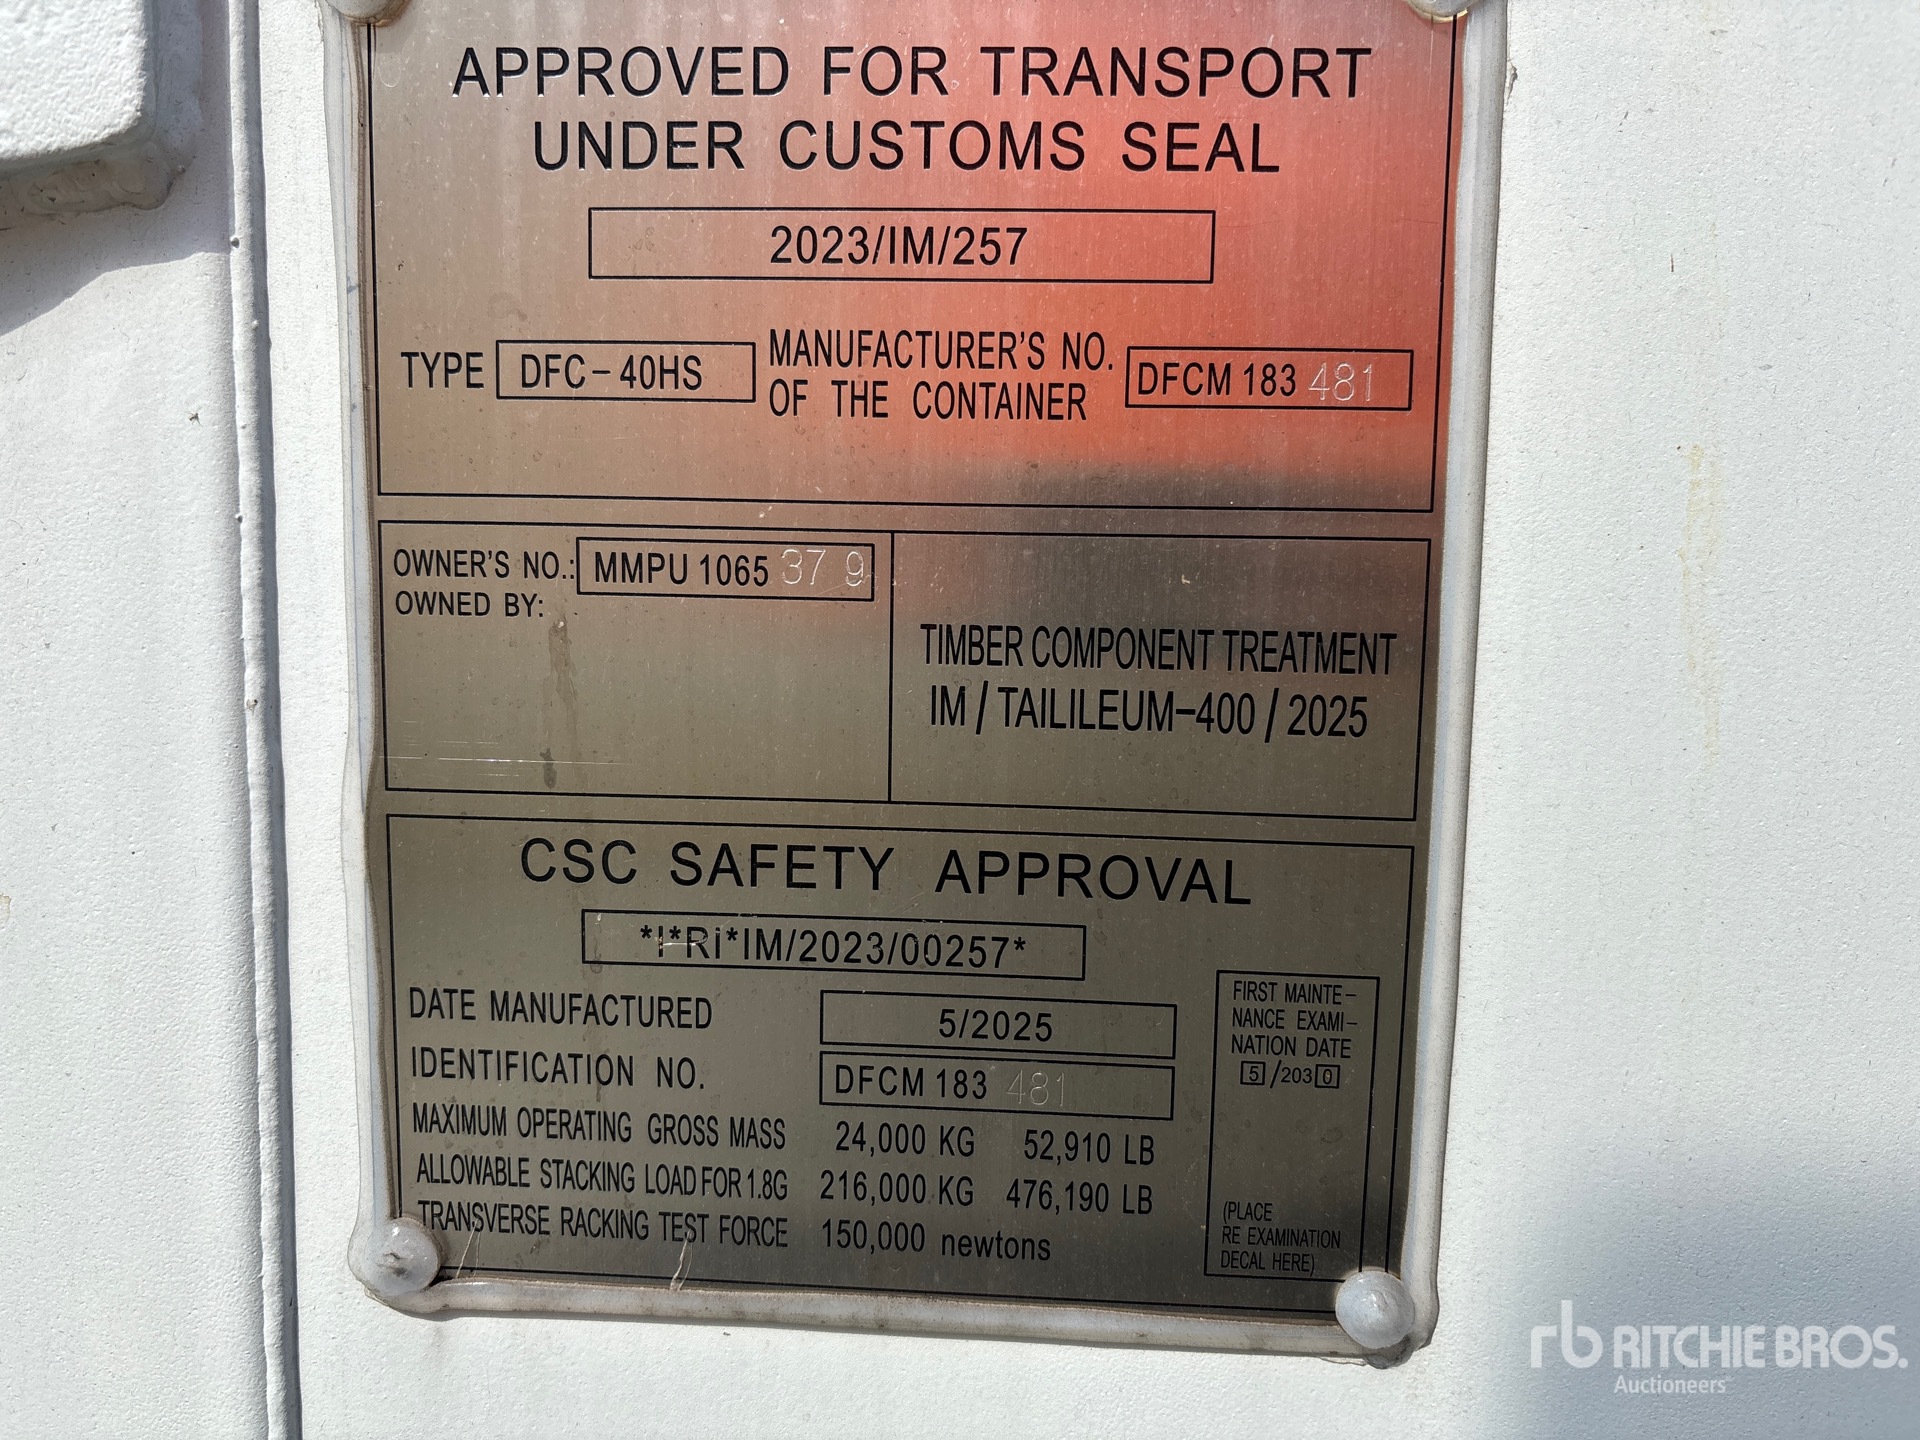 APPROVED FOR TRANSPORT
UNDER CUSTOMS SEAL
2023/IM/257
TYPE DFC-40HS MANUFACTURER'S NO. OF THE CONTAINER DFCM 183 481
OWNER'S NO.: MMPU 1065 37 9
OWNED BY:
TIMBER COMPONENT TREATMENT
IM/TAILILEUM-400/2025
CSC SAFETY APPROVAL
*I*Ri*IM/2023/00257*
DATE MANUFACTURED 5/2025
IDENTIFICATION NO. DFCM 183 481
MAXIMUM OPERATING GROSS MASS 24,000 KG 52,910 LB
ALLOWABLE STACKING LOAD FOR 1.8G 216,000 KG 476,190 LB
TRANSVERSE RACKING TEST FORCE 150,000 newtons
FIRST MAINTE-
NANCE EXAMI-
NATION DATE
5/2030
(PLACE
RE EXAMINATION
DECAL HERE)
rb RITCHIE BROS.
Auctioneers